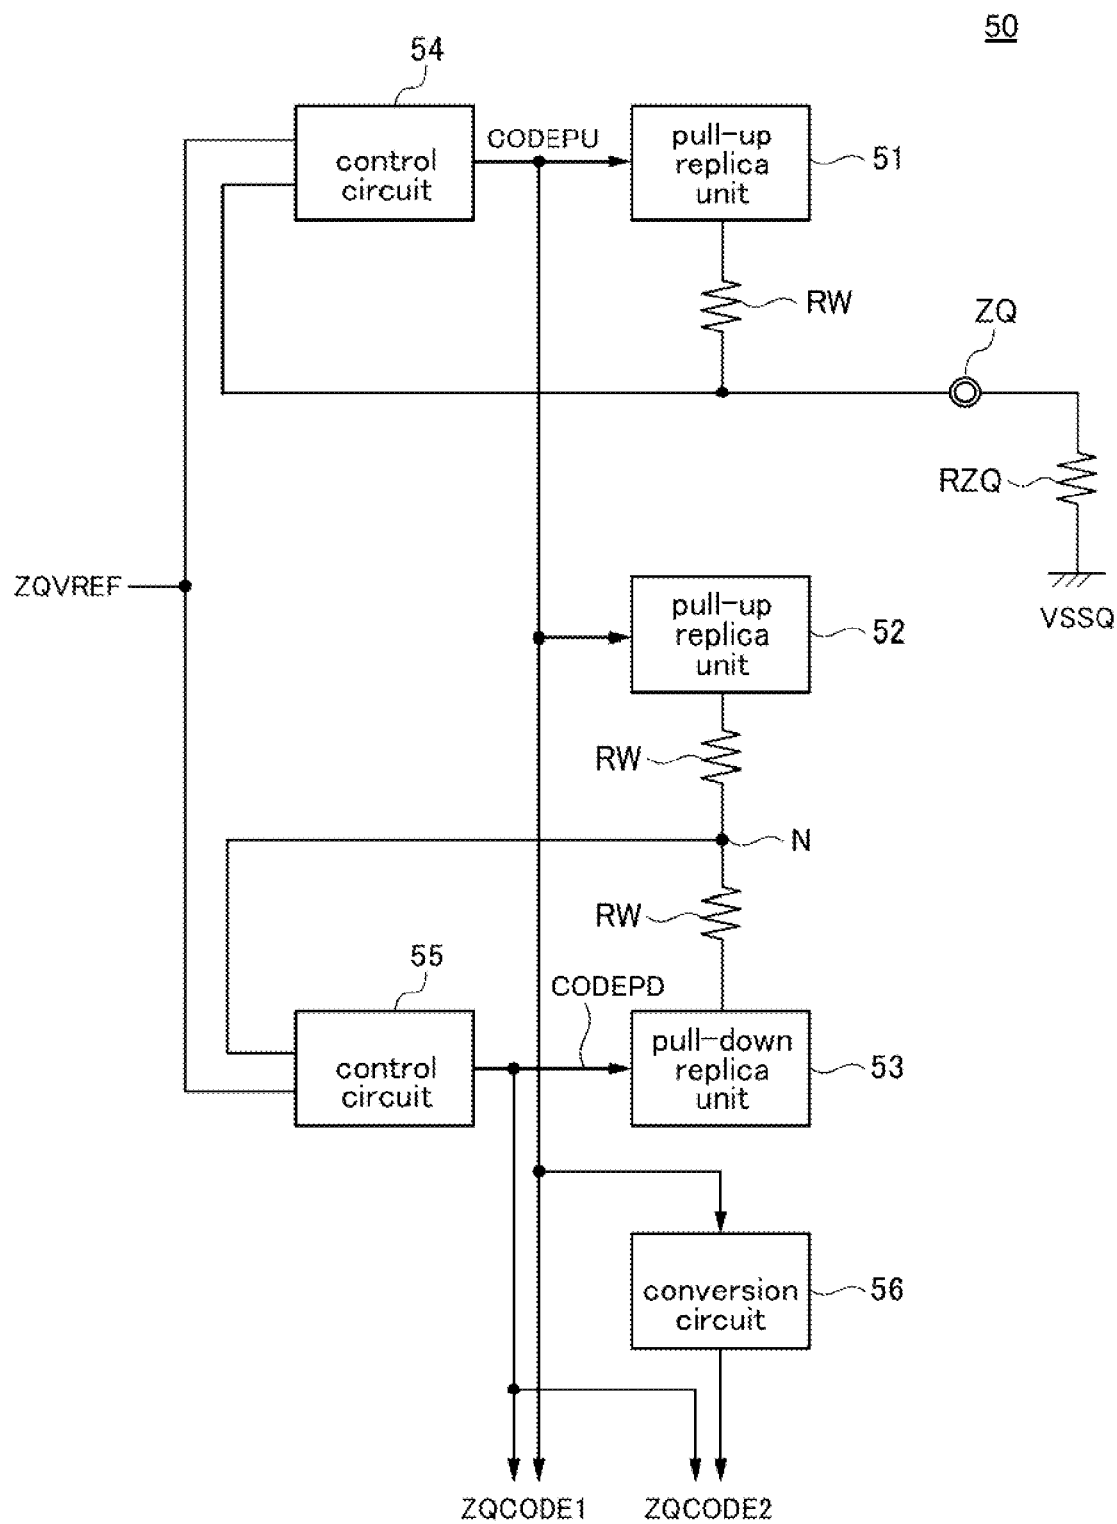 50
54
control
circuit
CODEPU
pull-up
replica
unit
51
RW
ZQ
RZQ
VSSQ
ZQVREF
pull-up
replica
unit
52
RW
N
RW
55
control
circuit
CODEPD
pull-down
replica
unit
53
conversion
circuit
56
ZQCODE1
ZQCODE2